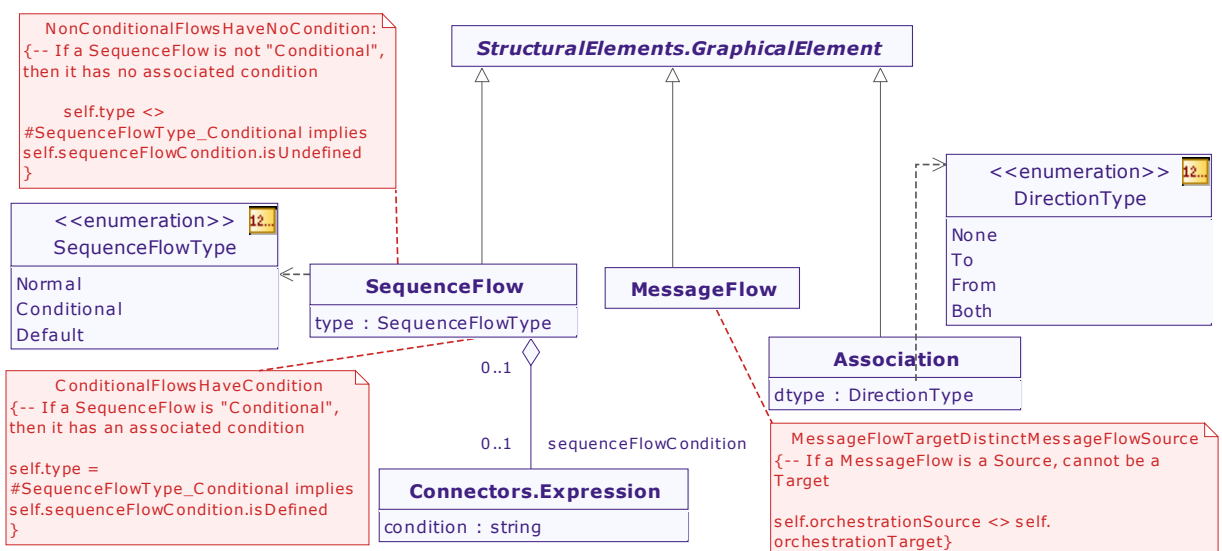 NonConditionalFlowsHaveNoCondition:
{-- If a SequenceFlow is not "Conditional",
then it has no associated condition
self.type <>
#SequenceFlowType_Conditional implies
self.sequenceFlowCondition.isUndefined
}
StructuralElements.GraphicalElement
<<enumeration>>
12...
DirectionType
None
To
From
Both
<<enumeration>>
12...
SequenceFlowType
Normal
Conditional
Default
SequenceFlow
type : SequenceFlowType
MessageFlow
Association
dtype : DirectionType
0..1
0..1
sequenceFlowCondition
ConditionalFlowsHaveCondition
{-- If a SequenceFlow is "Conditional",
then it has an associated condition
self.type =
#SequenceFlowType_Conditional implies
self.sequenceFlowCondition.isDefined
}
Connectors.Expression
condition : string
MessageFlowTargetDistinctMessageFlowSource
{-- If a MessageFlow is a Source, cannot be a
Target
self.orchestrationSource <> self.
orchestrationTarget}